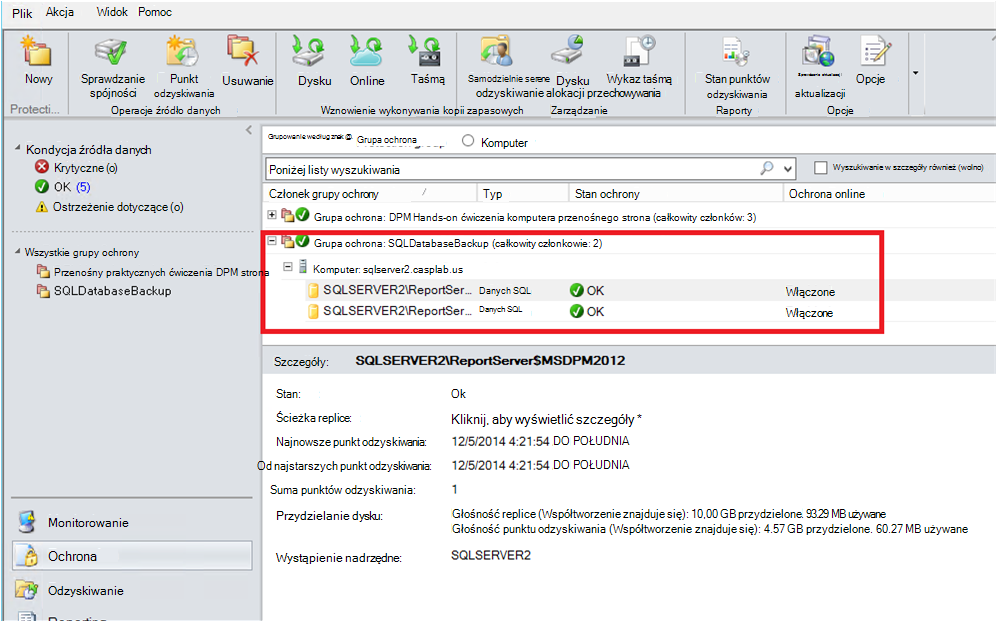 Plik Akcja Widok Pomoc
Nowy
Sprawdzanie spójności
Punkt odzyskiwania
Usuwanie
Dysku
Online
Taśmą
Samodzielnie serene odzyskiwanie
Dysku alokacji
Wykaz taśmą przechowywania
Stan punktów odzyskiwania
aktualizacji
Opcje
Protecti...
Operacje źródło danych
Wznowienie wykonywania kopii zapasowych
Zarządzanie
Raporty
Opcje
Kondycja źródła danych
Krytyczne (o)
OK (5)
Ostrzeżenie dotyczące (o)
Wszystkie grupy ochrony
Przenośny praktycznych ćwiczenia DPM strona
SQLDatabaseBackup
Monitorowanie
Ochrona
Odzyskiwanie
Reporting
Grupowanie według znak @ Grupa ochrona Komputer
Poniżej listy wyszukiwania
Wyszukiwanie w szczegóły również (wolno)
Członek grupy ochrony / Typ Stan ochrony Ochrona online
Grupa ochrona: DPM Hands-on ćwiczenia komputera przenośnego strona (całkowity członków: 3)
Grupa ochrona: SQLDatabaseBackup (całkowity członkowie: 2)
Komputer: sqlserver2.casplab.us
SQLSERVER2\ReportSer... Danych SQL OK Włączone
SQLSERVER2\ReportSer... Danych SQL OK Włączone
Szczegóły: SQLSERVER2\ReportServer$MSDPM2012
Stan: Ok
Ścieżka replice: Kliknij, aby wyświetlić szczegóły *
Najnowsze punkt odzyskiwania: 12/5/2014 4:21:54 DO POŁUDNIA
Od najstarszych punkt odzyskiwania: 12/5/2014 4:21:54 DO POŁUDNIA
Suma punktów odzyskiwania: 1
Przydzielanie dysku: Głośność replice (Współtworzenie znajduje się): 10,00 GB przydzielone. 93.29 MB używane
Głośność punktu odzyskiwania (Współtworzenie znajduje się): 4.57 GB przydzielone. 60.27 MB używane
Wystąpienie nadrzędne: SQLSERVER2